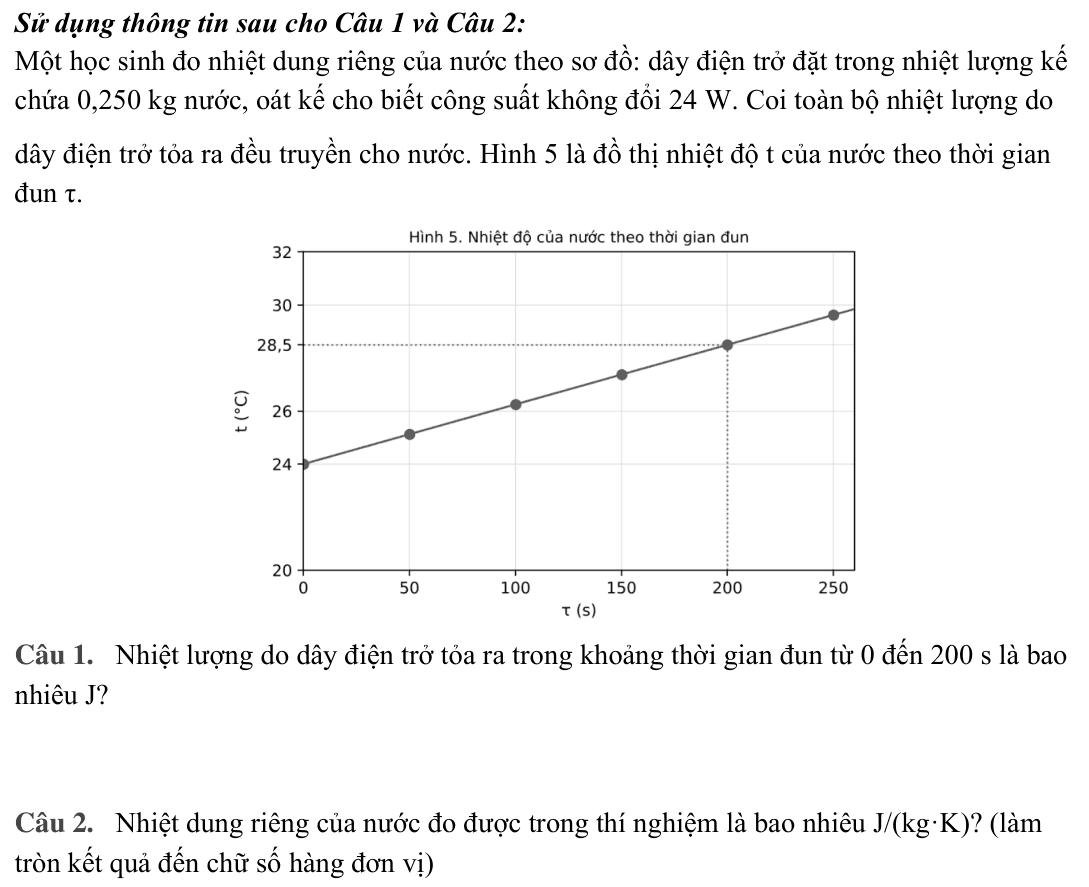 Sử dụng thông tin sau cho Câu 1 và Câu 2:
Một học sinh đo nhiệt dung riêng của nước theo sơ đồ: dây điện trở đặt trong nhiệt lượng kế
chứa 0,250 kg nước, oát kế cho biết công suất không đổi 24 W. Coi toàn bộ nhiệt lượng do
dây điện trở tỏa ra đều truyền cho nước. Hình 5 là đồ thị nhiệt độ t của nước theo thời gian
đun τ.
Hình 5. Nhiệt độ của nước theo thời gian đun
32
30
28,5
26
24
20
t (°C)
0 50 100 150 200 250
τ (s)
Câu 1. Nhiệt lượng do dây điện trở tỏa ra trong khoảng thời gian đun từ 0 đến 200 s là bao
nhiêu J?
Câu 2. Nhiệt dung riêng của nước đo được trong thí nghiệm là bao nhiêu J/(kg·K)? (làm
tròn kết quả đến chữ số hàng đơn vị)